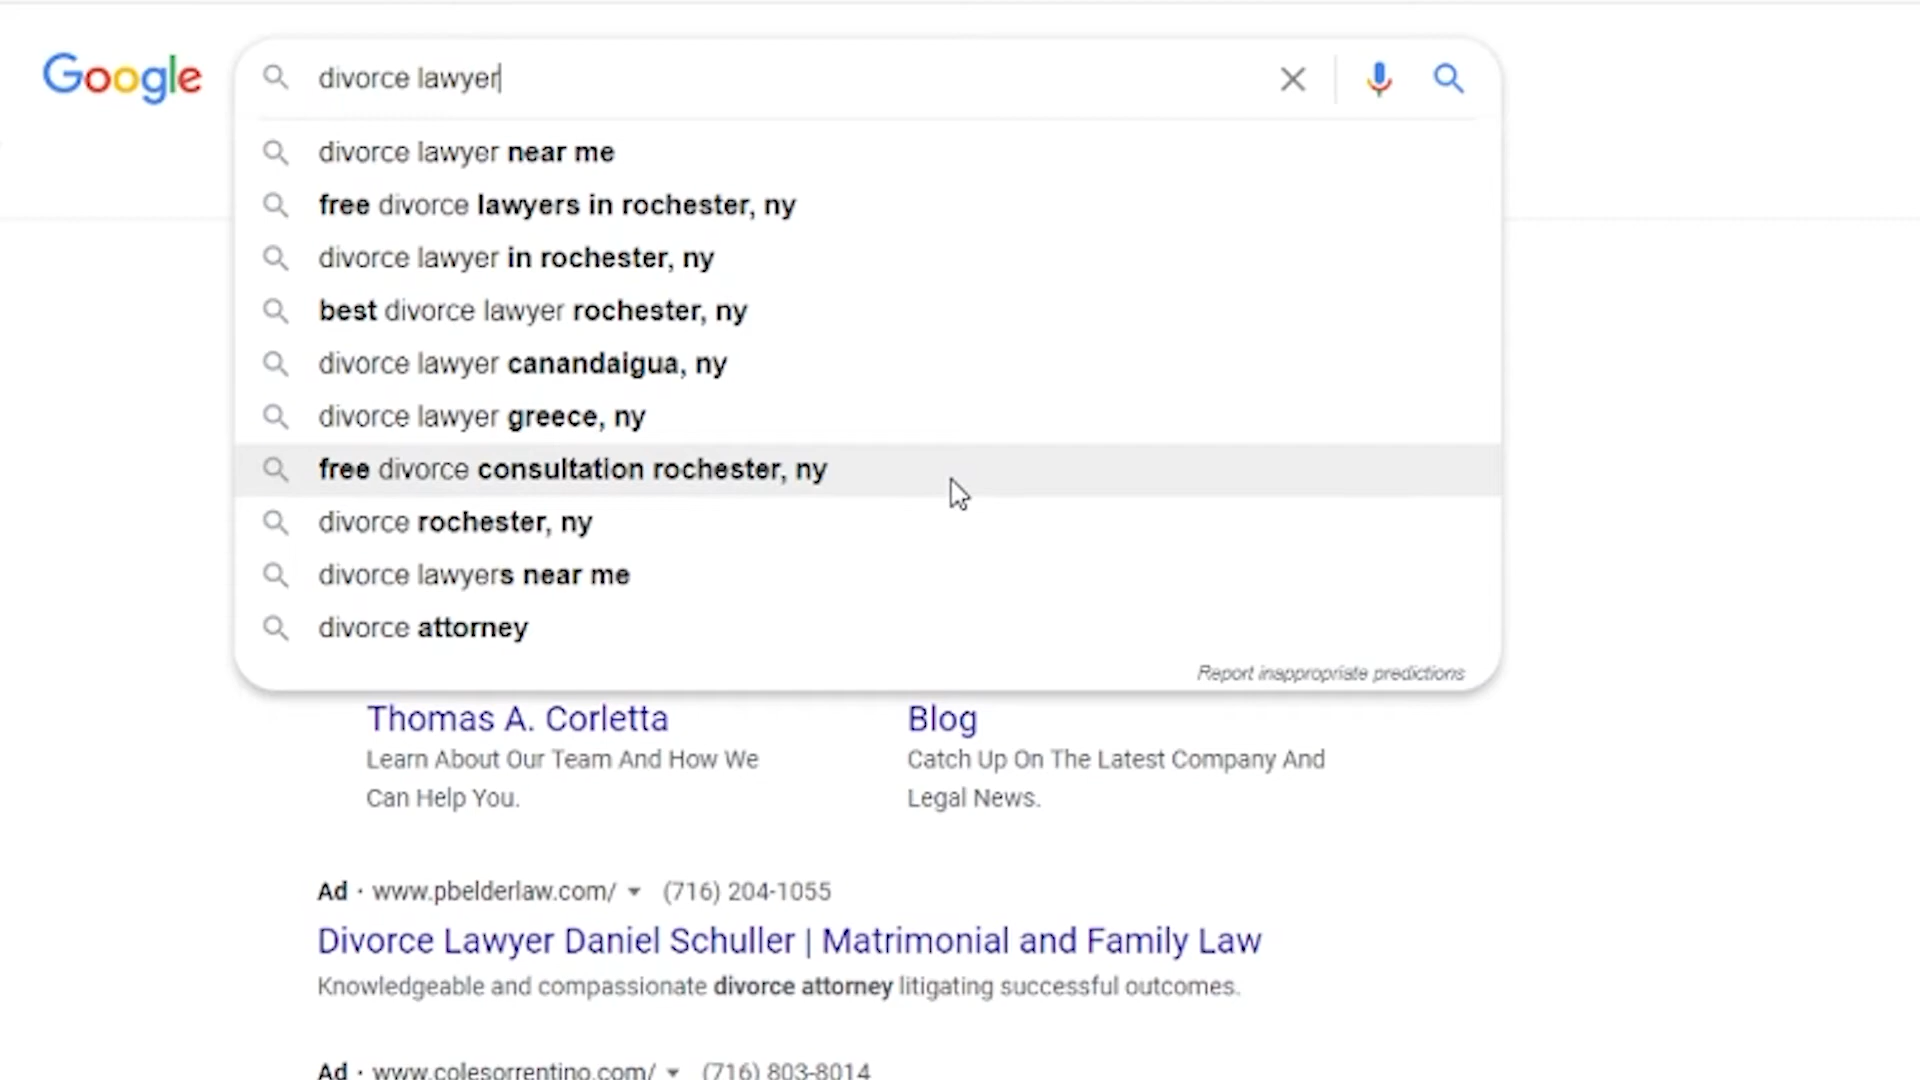 Google
divorce lawyer
divorce lawyer near me
free divorce lawyers in rochester, ny
divorce lawyer in rochester, ny
best divorce lawyer rochester, ny
divorce lawyer canandaigua, ny
divorce lawyer greece, ny
free divorce consultation rochester, ny
divorce rochester, ny
divorce lawyers near me
divorce attorney
Report inappropriate predictions
Thomas A. Corletta
Learn About Our Team And How We
Can Help You.
Blog
Catch Up On The Latest Company And
Legal News.
Ad · www.pbelderlaw.com/ (716) 204-1055
Divorce Lawyer Daniel Schuller | Matrimonial and Family Law
Knowledgeable and compassionate divorce attorney litigating successful outcomes.
Ad · www.colesorrentino.com/ (716) 803-8014